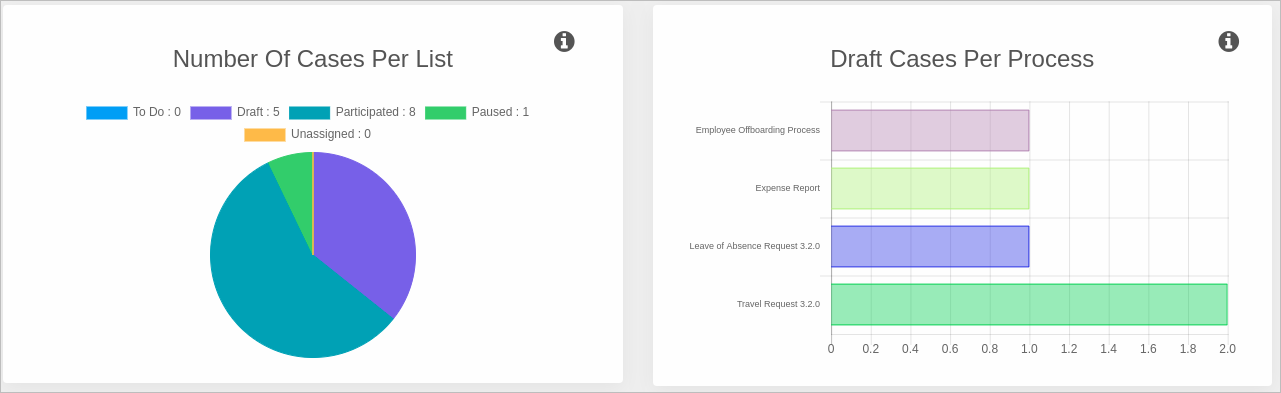 Number Of Cases Per List
To Do : 0 Draft : 5 Participated : 8 Paused : 1
Unassigned : 0
Draft Cases Per Process
Employee Offboarding Process
Expense Report
Leave of Absence Request 3.2.0
Travel Request 3.2.0
0 0.2 0.4 0.6 0.8 1.0 1.2 1.4 1.6 1.8 2.0